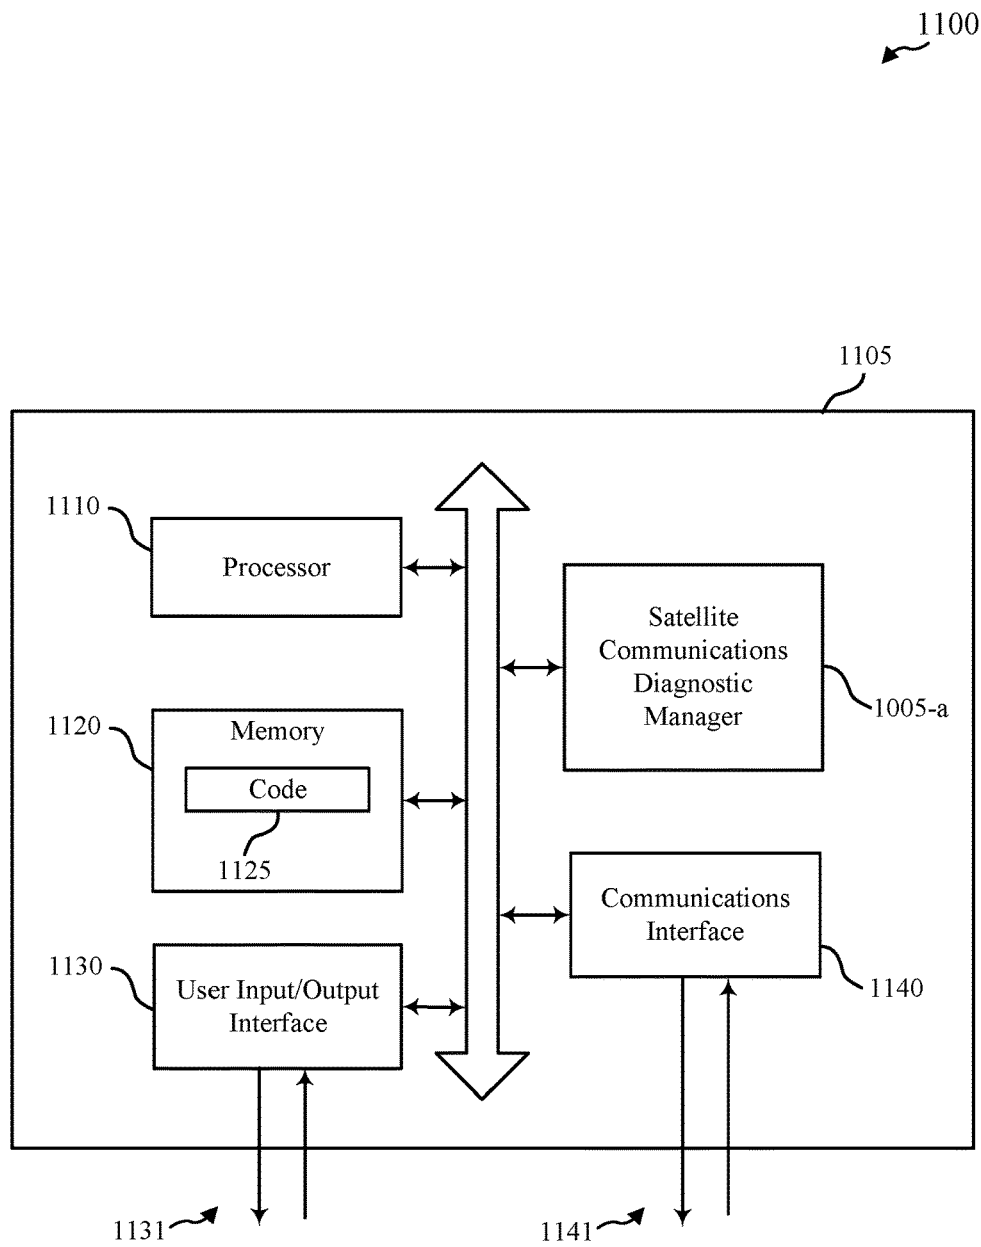 1100
1105
1110
Processor
Satellite
Communications
Diagnostic
Manager
1005-a
1120
Memory
Code
1125
Communications
Interface
1140
1130
User Input/Output
Interface
1131
1141